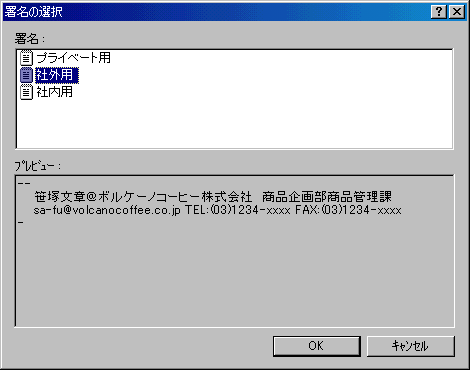 署名の選択
署名：
プライベート用
社外用
社内用
プレビュー：
--
笹塚文章＠ボルケーノコーヒー株式会社　商品企画部商品管理課
sa-fu@volcanocoffee.co.jp TEL:(03)1234-xxxx FAX:(03)1234-xxxx
-
OK キャンセル